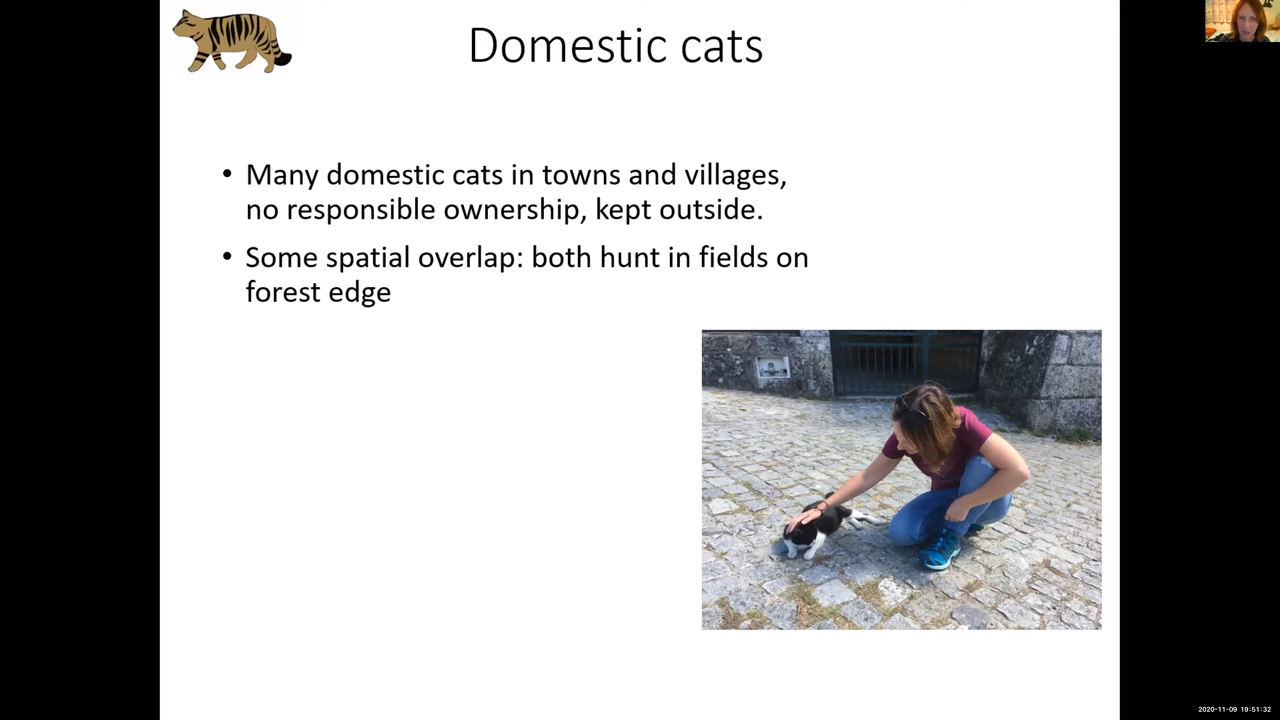 Domestic cats
• Many domestic cats in towns and villages,
no responsible ownership, kept outside.
• Some spatial overlap: both hunt in fields on
forest edge
2020-11-09 19:51:32